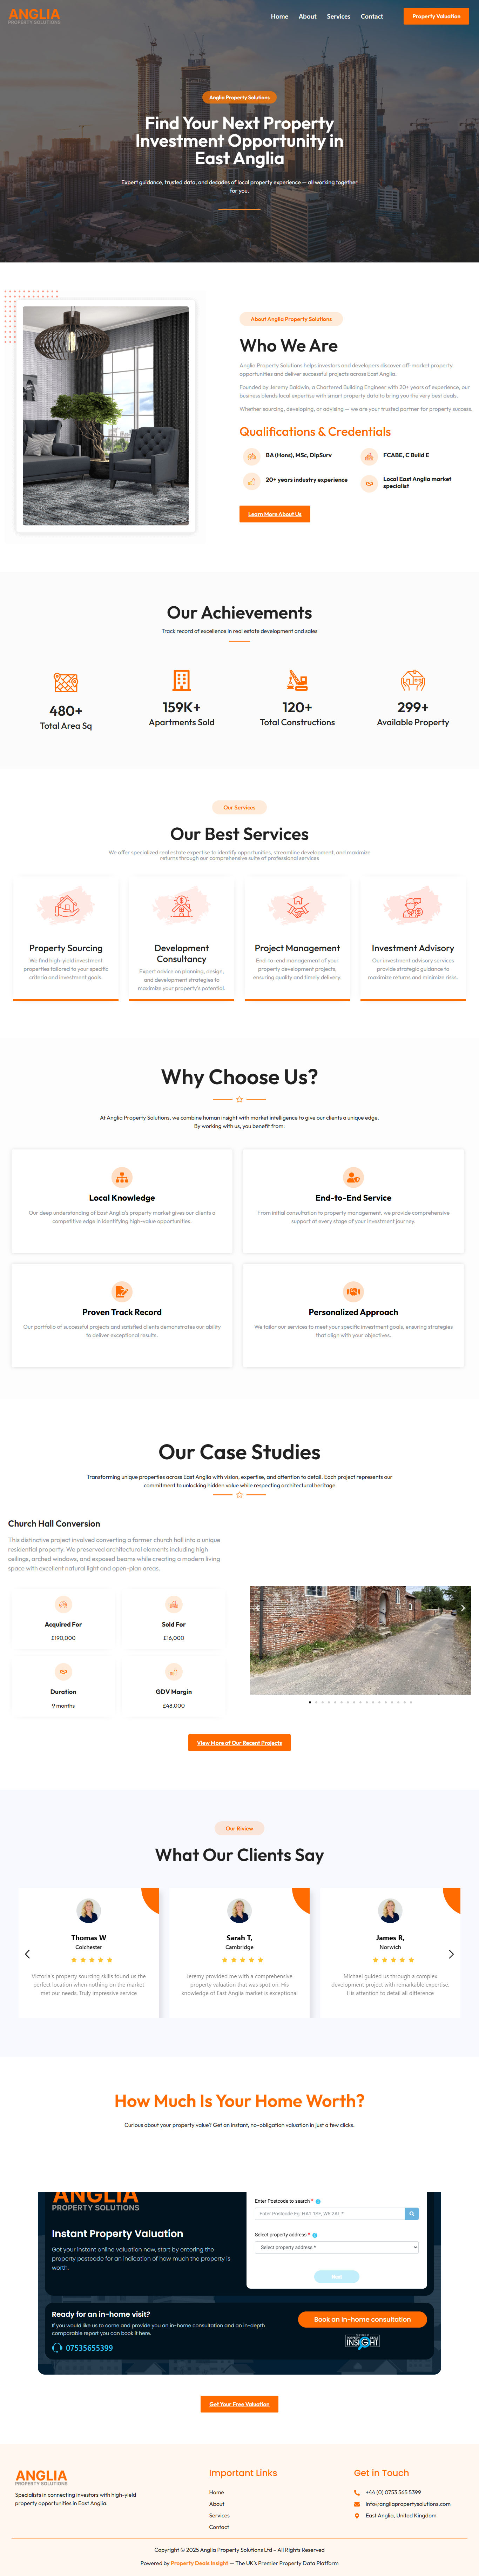 ANGLIA
PROPERTY SOLUTIONS
Home About Services Contact
Property Valuation
Anglia Property Solutions
Find Your Next Property
Investment Opportunity in
East Anglia
Expert guidance, trusted data, and decades of local property experience — all working together
for you.
About Anglia Property Solutions
Who We Are
Anglia Property Solutions helps investors and developers discover off-market property
opportunities and deliver successful projects across East Anglia.
Founded by Jeremy Baldwin, a Chartered Building Engineer with 20+ years of experience, our
business blends local expertise with smart property data to bring you the very best deals.
Whether sourcing, developing, or advising — we are your trusted partner for property success.
Qualifications & Credentials
BA (Hons), MSc, DipSurv
FCABE, C Build E
20+ years industry experience
Local East Anglia market
specialist
Learn More About Us
Our Achievements
Track record of excellence in real estate development and sales
480+
Total Area Sq
159K+
Apartments Sold
120+
Total Constructions
299+
Available Property
Our Services
Our Best Services
We offer specialized real estate expertise to identify opportunities, streamline development, and maximize
returns through our comprehensive suite of professional services
Property Sourcing
We find high-yield investment
properties tailored to your specific
criteria and investment goals.
Development
Consultancy
Expert advice on planning, design,
and development strategies to
maximize your property's potential.
Project Management
End-to-end management of your
property development projects,
ensuring quality and timely delivery.
Investment Advisory
Our investment advisory services
provide strategic guidance to
maximise returns and minimize risks.
Why Choose Us?
At Anglia Property Solutions, we combine human insight with market intelligence to give our clients a unique edge.
By working with us, you benefit from:
Local Knowledge
Our deep understanding of East Anglia's property market gives our clients a
competitive edge in identifying high-value opportunities.
End-to-End Service
From initial consultation to property management, we provide comprehensive
support at every stage of your investment journey.
Proven Track Record
Our portfolio of successful projects and satisfied clients demonstrates our ability
to deliver exceptional results.
Personalized Approach
We tailor our services to meet your specific investment goals, ensuring strategies
that align with your objectives.
Our Case Studies
Transforming unique properties across East Anglia with vision, expertise, and attention to detail. Each project represents our
commitment to unlocking hidden value while respecting architectural heritage
Church Hall Conversion
This distinctive project involved converting a former church hall into a unique
residential property. We preserved architectural elements including high
ceilings, arched windows, and exposed beams while creating a modern living
space with excellent natural light and open-plan areas.
Acquired For
£190,000
Sold For
£16,000
Duration
9 months
GDV Margin
£48,000
View More of Our Recent Projects
Our Riview
What Our Clients Say
Thomas W
Colchester
Victoria's property sourcing skills found us the
perfect location when nothing on the market
met our needs. Truly impressive service
Sarah T,
Cambridge
Jeremy provided me with a comprehensive
property valuation that was spot on. His
knowledge of East Anglia market is exceptional
James R,
Norwich
Michael guided us through a complex
development project with remarkable expertise.
His attention to detail all difference
How Much Is Your Home Worth?
Curious about your property value? Get an instant, no-obligation valuation in just a few clicks.
ANGLIA
PROPERTY SOLUTIONS
Instant Property Valuation
Get your instant online valuation now, start by entering the
property postcode for an indication of how much the property is
worth.
Enter Postcode to search *
Enter Postcode Eg. HA1 1SE, W5 2AL *
Select property address *
Select property address *
Next
Ready for an in-home visit?
If you would like us to come and provide you an in-home consultation and an in-depth
comparable report you can book it here.
07535655399
Book an in-home consultation
INSIGHT
Get Your Free Valuation
ANGLIA
PROPERTY SOLUTIONS
Specialists in connecting investors with high-yield
property opportunities in East Anglia.
Important Links
Home
About
Services
Contact
Get in Touch
+44 (0) 0753 565 5399
info@angliapropertysolutions.com
East Anglia, United Kingdom
Copyright © 2025 Anglia Property Solutions Ltd – All Rights Reserved
Powered by Property Deals Insight — The UK's Premier Property Data Platform